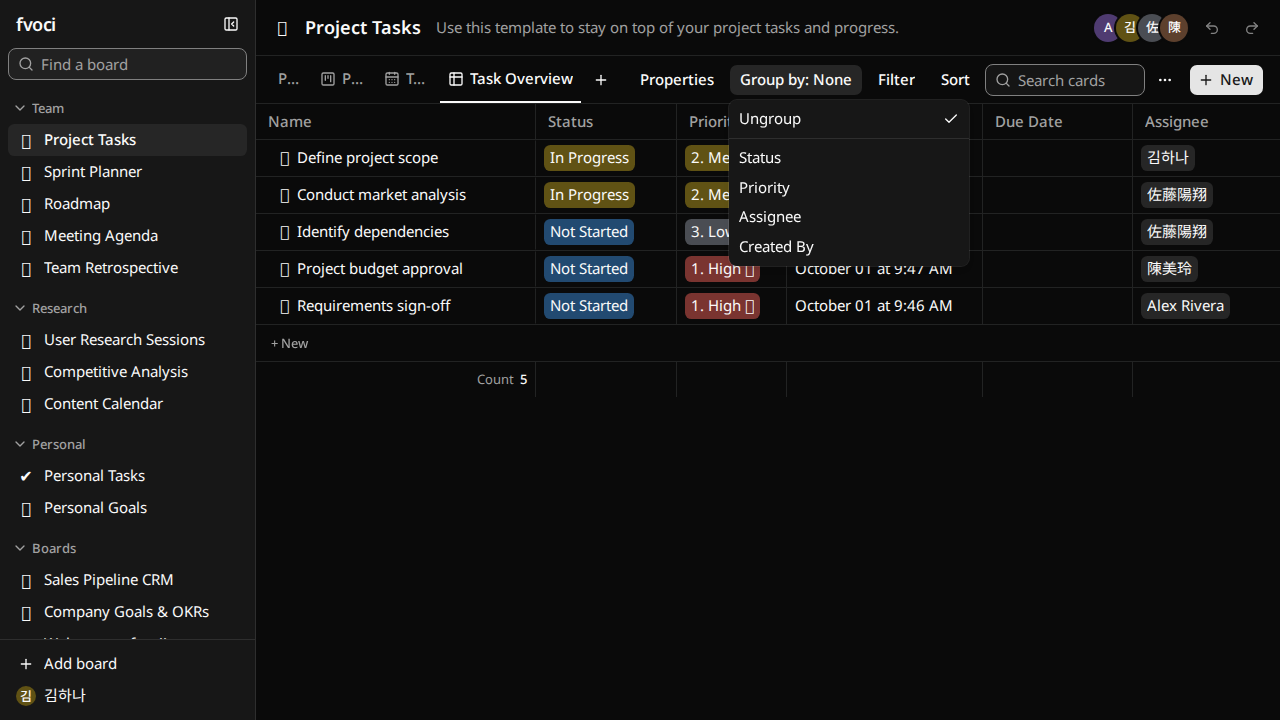 fvoci
Find a board
Team
Project Tasks
Sprint Planner
Roadmap
Meeting Agenda
Team Retrospective
Research
User Research Sessions
Competitive Analysis
Content Calendar
Personal
Personal Tasks
Personal Goals
Boards
Sales Pipeline CRM
Company Goals & OKRs
Add board
김 김하나
Project Tasks Use this template to stay on top of your project tasks and progress.
A 김 佐 陳
P... P... T... Task Overview Properties Group by: None Filter Sort Search cards New
Name Status Due Date Assignee
Ungroup
Status
Priority
Assignee
Created By
Define project scope In Progress 2. 김하나
Conduct market analysis In Progress 2. 佐藤陽翔
Identify dependencies Not Started 3. 佐藤陽翔
Project budget approval Not Started 1. High October 01 at 9:47 AM 陳美玲
Requirements sign-off Not Started 1. High October 01 at 9:46 AM Alex Rivera
+ New
Count 5